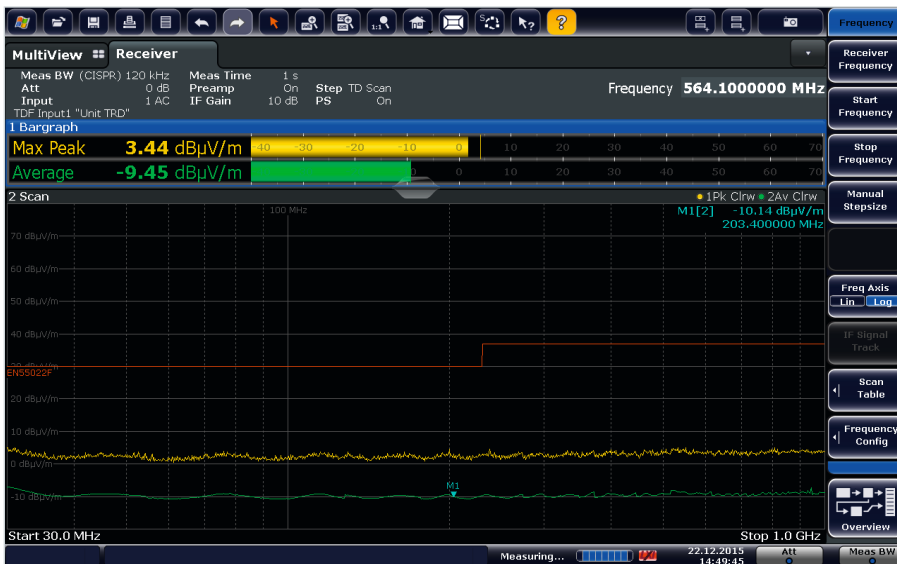 Frequency
MultiView Receiver
Meas BW (CISPR) 120 kHz Meas Time 1 s
Att 0 dB Preamp On Step TD Scan
Input 1 AC IF Gain 10 dB PS On
TDF Input1 "Unit TRD"
Frequency 564.1000000 MHz
1 Bargraph
Max Peak 3.44 dBµV/m -40 -30 -20 -10 0 10 20 30 40 50 60 70
Average -9.45 dBµV/m 0 10 20 30 40 50 60 70
2 Scan 1Pk Clrw 2Av Clrw
100 MHz M1[2] -10.14 dBµV/m
203.400000 MHz
70 dBµV/m
60 dBµV/m
50 dBµV/m
40 dBµV/m
EN55022F
20 dBµV/m
10 dBµV/m
0 dBµV/m
M1
-10 dBµV/m
Start 30.0 MHz Stop 1.0 GHz
Measuring... 22.12.2015
14:49:45
Att
Meas BW
Receiver
Frequency
Start
Frequency
Stop
Frequency
Manual
Stepsize
Freq Axis
Lin Log
IF Signal
Track
Scan
Table
Frequency
Config
Overview
1:1
S
?
?